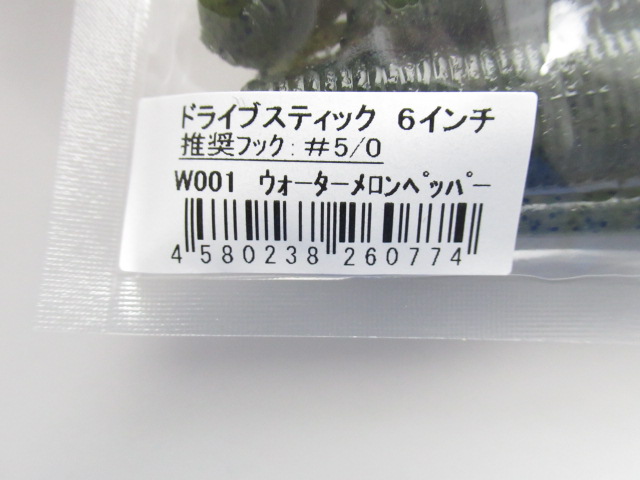 ドライブスティック 6インチ
推奨フック:#5/0
W001 ウォーターメロンペッパー
4 580238 260774